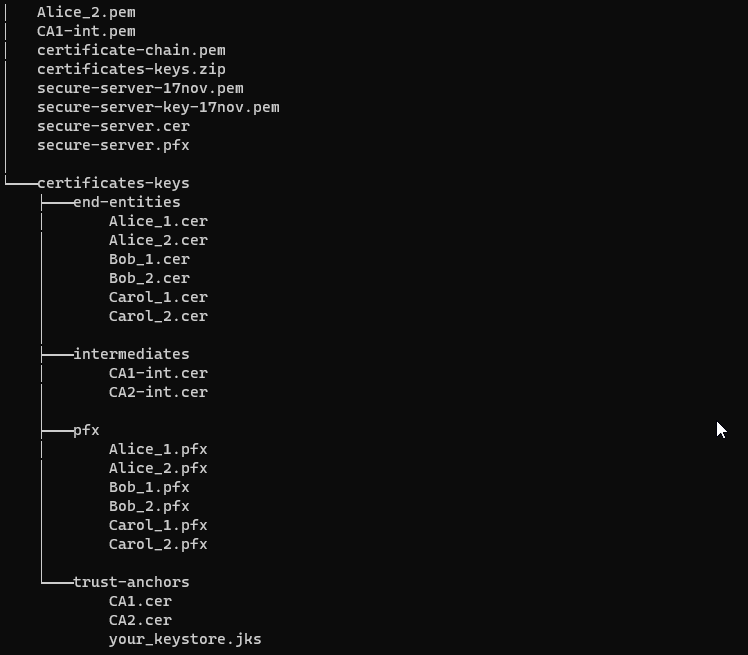 Alice_2.pem
CA1-int.pem
certificate-chain.pem
certificates-keys.zip
secure-server-17nov.pem
secure-server-key-17nov.pem
secure-server.cer
secure-server.pfx
certificates-keys
end-entities
Alice_1.cer
Alice_2.cer
Bob_1.cer
Bob_2.cer
Carol_1.cer
Carol_2.cer
intermediates
CA1-int.cer
CA2-int.cer
pfx
Alice_1.pfx
Alice_2.pfx
Bob_1.pfx
Bob_2.pfx
Carol_1.pfx
Carol_2.pfx
trust-anchors
CA1.cer
CA2.cer
your_keystore.jks